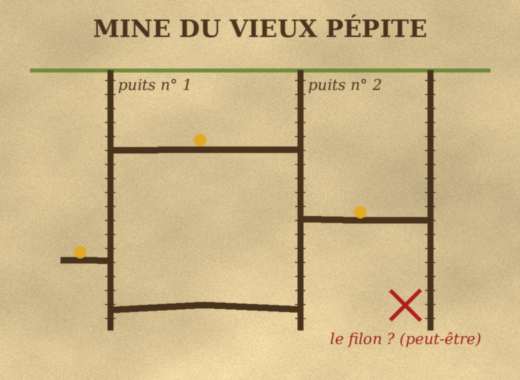 MINE DU VIEUX PÉPITE
puits n° 1
puits n° 2
le filon ? (peut-être)